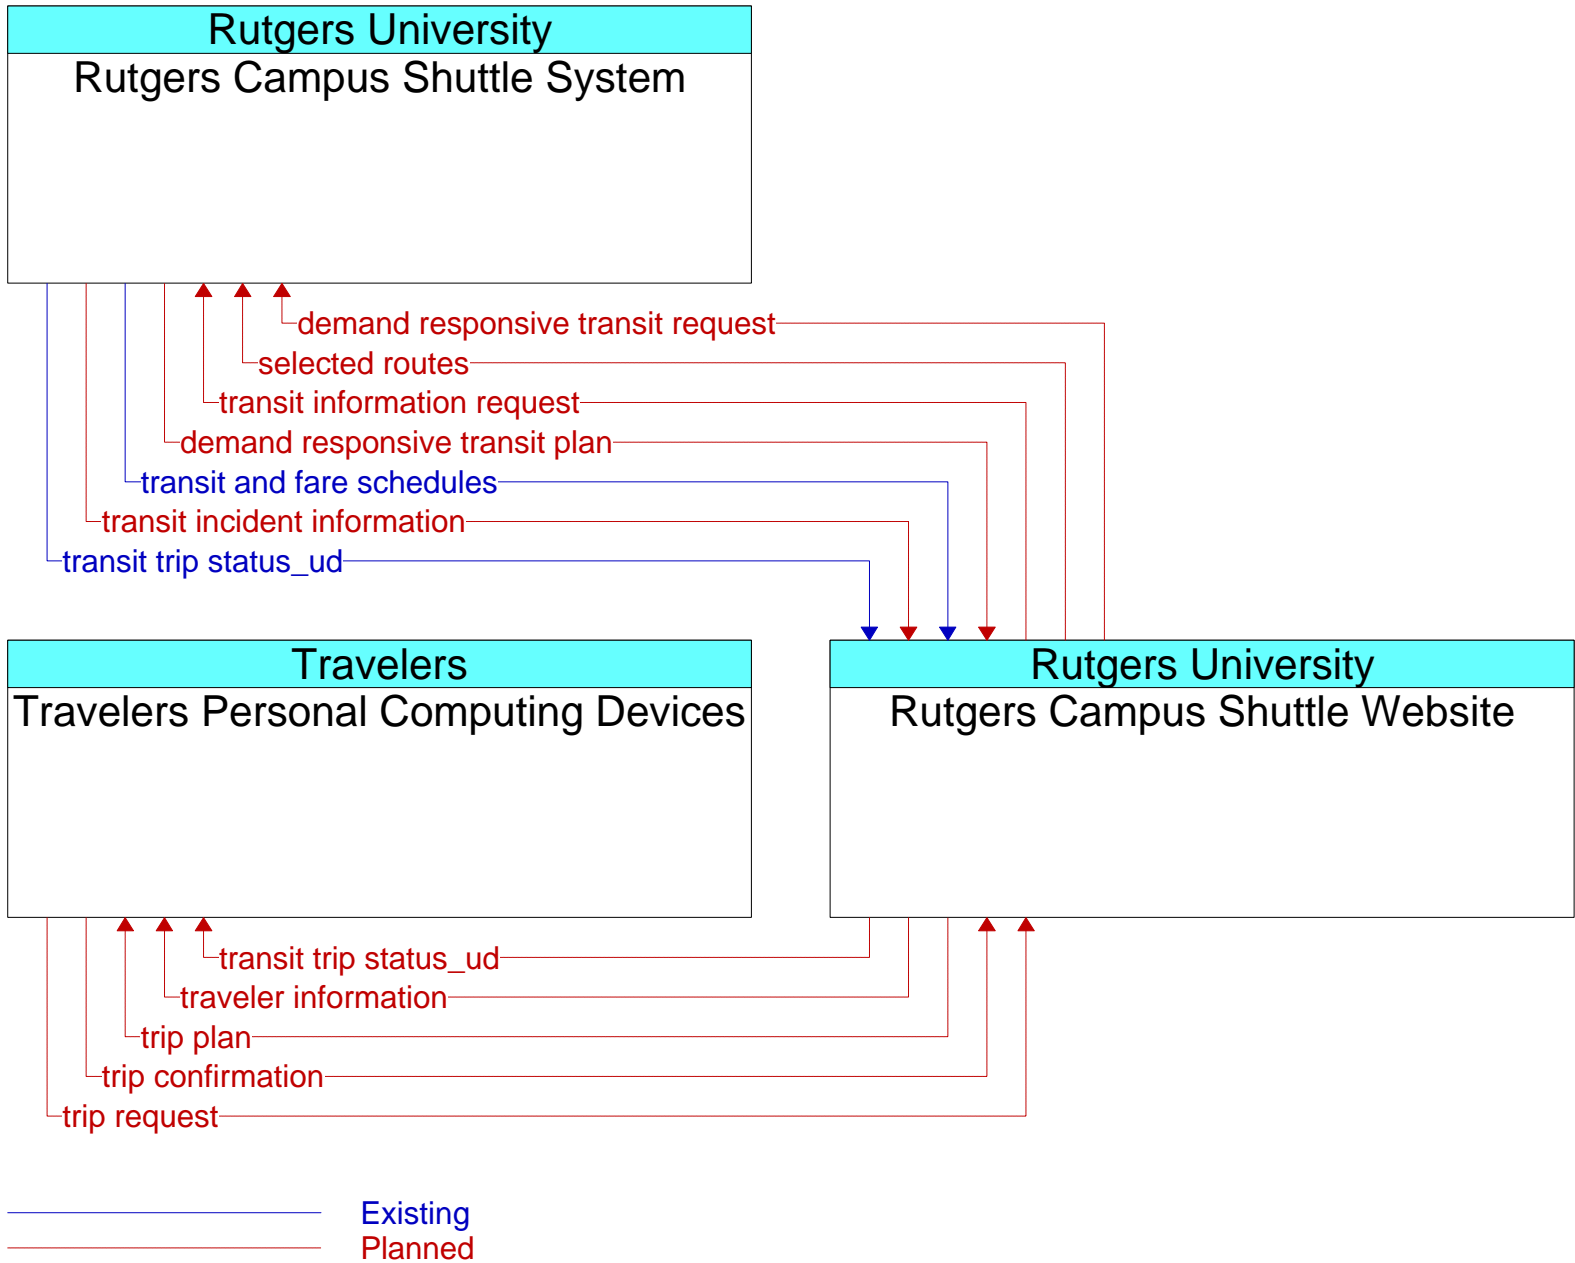 Rutgers University
Rutgers Campus Shuttle System
demand responsive transit request
selected routes
transit information request
demand responsive transit plan
transit and fare schedules
transit incident information
transit trip status_ud
Travelers
Travelers Personal Computing Devices
Rutgers University
Rutgers Campus Shuttle Website
transit trip status_ud
traveler information
trip plan
trip confirmation
trip request
Existing
Planned